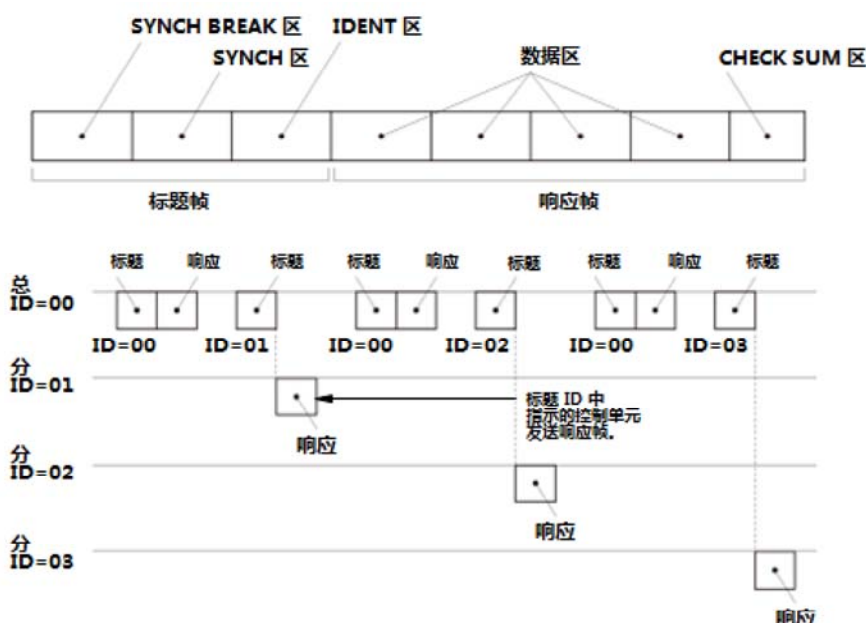 SYNCH BREAK 区
IDENT 区
SYNCH 区
数据区
CHECK SUM 区
标题帧
响应帧
标题
响应
标题
标题
响应
标题
标题
响应
标题
总
ID=00
ID=00
ID=01
ID=00
ID=02
ID=00
ID=03
分
ID=01
标题 ID 中
指示的控制单元
发送响应帧。
响应
分
ID=02
响应
分
ID=03
响应